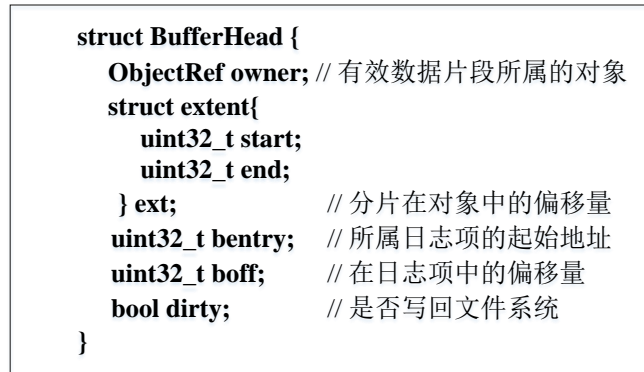 struct BufferHead {
ObjectRef owner; // 有效数据片段所属的对象
struct extent{
uint32_t start;
uint32_t end;
} ext; // 分片在对象中的偏移量
uint32_t bentry; // 所属日志项的起始地址
uint32_t boff; // 在日志项中的偏移量
bool dirty; // 是否写回文件系统
}